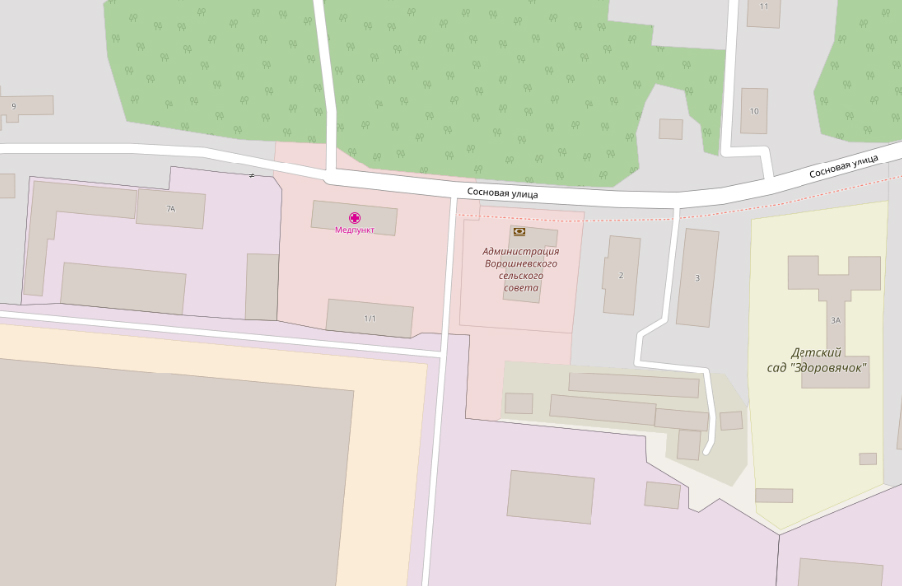 11
9
10
Сосновая улица
Сосновая улица
7А
Медпункт
Администрация
Ворошневского
сельского
совета
2
3
1/1
3А
Детский
сад "Здоровячок"